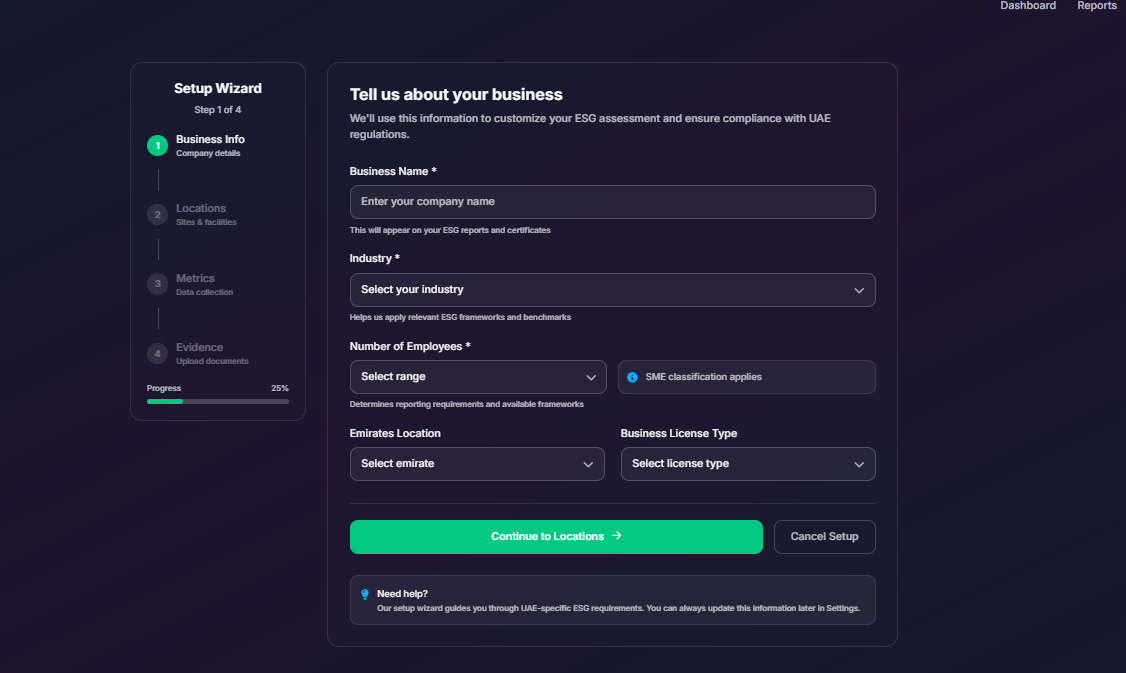 Dashboard Reports
Setup Wizard
Step 1 of 4
1 Business Info
Company details
2 Locations
Sites & facilities
3 Metrics
Data collection
4 Evidence
Upload documents
Progress 25%
Tell us about your business
We'll use this information to customize your ESG assessment and ensure compliance with UAE
regulations.
Business Name *
Enter your company name
This will appear on your ESG reports and certificates
Industry *
Select your industry
Helps us apply relevant ESG frameworks and benchmarks
Number of Employees *
Select range
SME classification applies
Determines reporting requirements and available frameworks
Emirates Location Business License Type
Select emirate Select license type
Continue to Locations → Cancel Setup
Need help?
Our setup wizard guides you through UAE-specific ESG requirements. You can always update this information later in Settings.